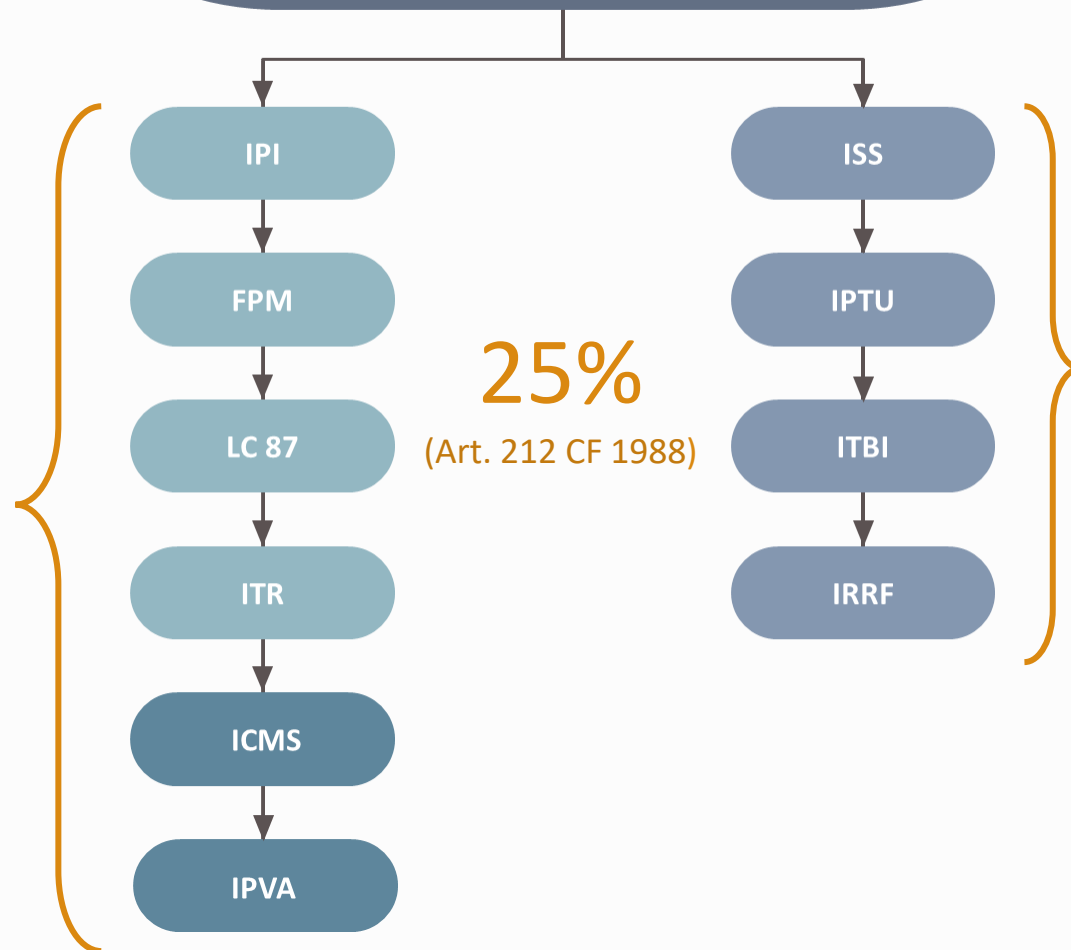 IPI
FPM
LC 87
ITR
ICMS
IPVA
25%
(Art. 212 CF 1988)
ISS
IPTU
ITBI
IRRF